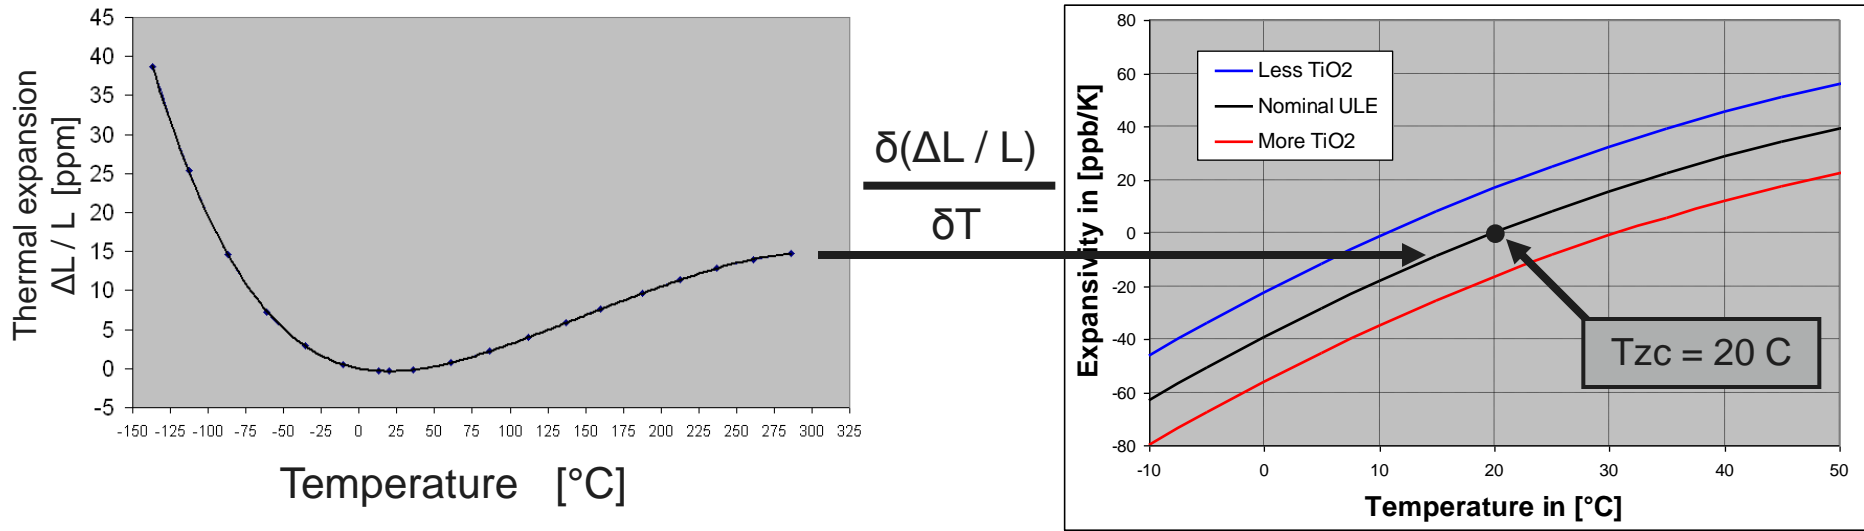 45
40
35
30
25
20
15
10
5
0
-5
Thermal expansion
ΔL / L [ppm]
-150 -125 -100 -75 -50 -25 0 25 50 75 100 125 150 175 200 225 250 275 300 325
Temperature [°C]
δ(ΔL / L)
δT
80
60
40
20
0
-20
-40
-60
-80
Expansivity in [ppb/K]
Less TiO2
Nominal ULE
More TiO2
Tzc = 20 C
-10 0 10 20 30 40 50
Temperature in [°C]